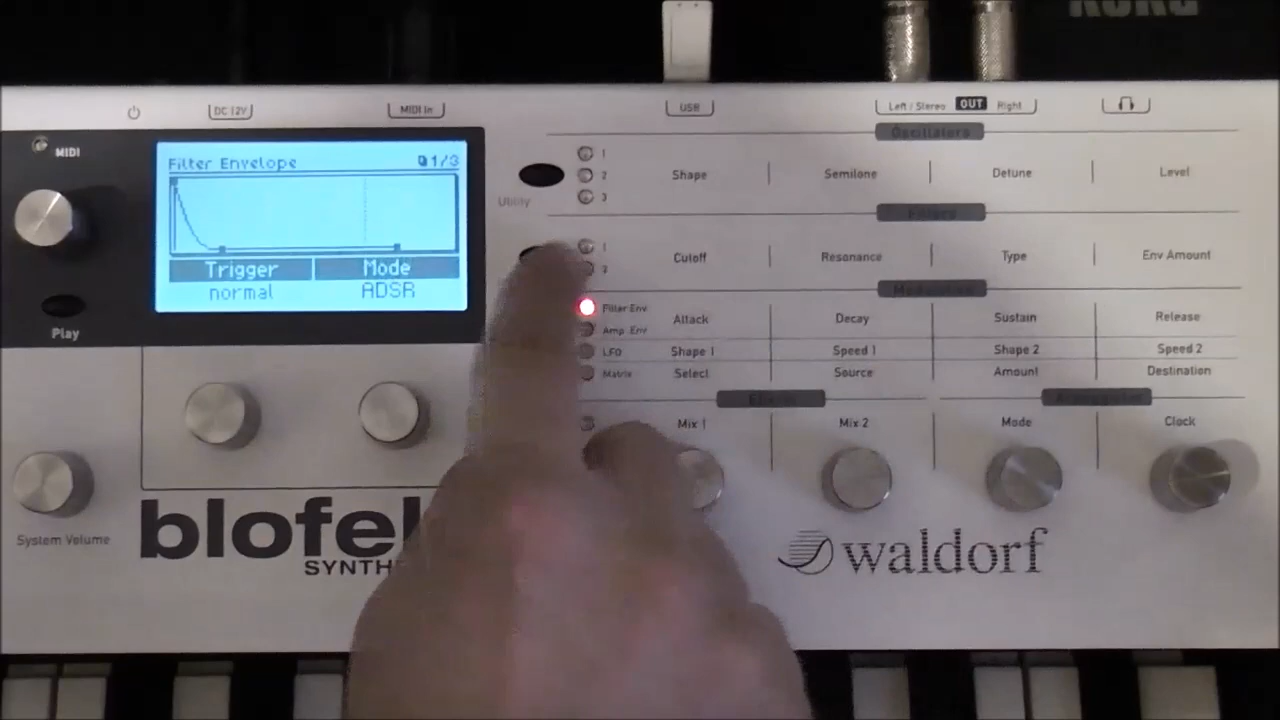 KORG
DC 12V
MIDI In
USB
Left / Stereo OUT Right
MIDI
Oscillators
Filter Envelope 1/3
Trigger Mode
normal ADSR
Utility
1
2
3
Shape Semitone Detune Level
Filters
1
2
Cutoff Resonance Type Env Amount
Play
Filter Env
Amp Env
LFO
Matrix
Attack Decay Sustain Release
Shape 1 Speed 1 Shape 2 Speed 2
Select Source Amount Destination
Mix 1 Mix 2 Mode Clock
System Volume
blofel
SYNTH
waldorf